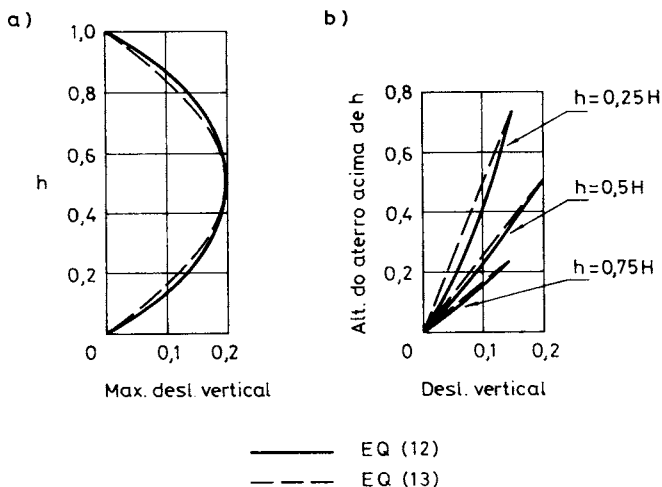 a)
1,0
0,8
0,6
h
0,4
0,2
0
0,1
0,2
Max. desl. vertical
b)
Alt. do aterro acima de h
0,8
0,6
0,4
0,2
0
0,1
0,2
Desl. vertical
h=0,25H
h=0,5H
h=0,75H
EQ (12)
EQ (13)